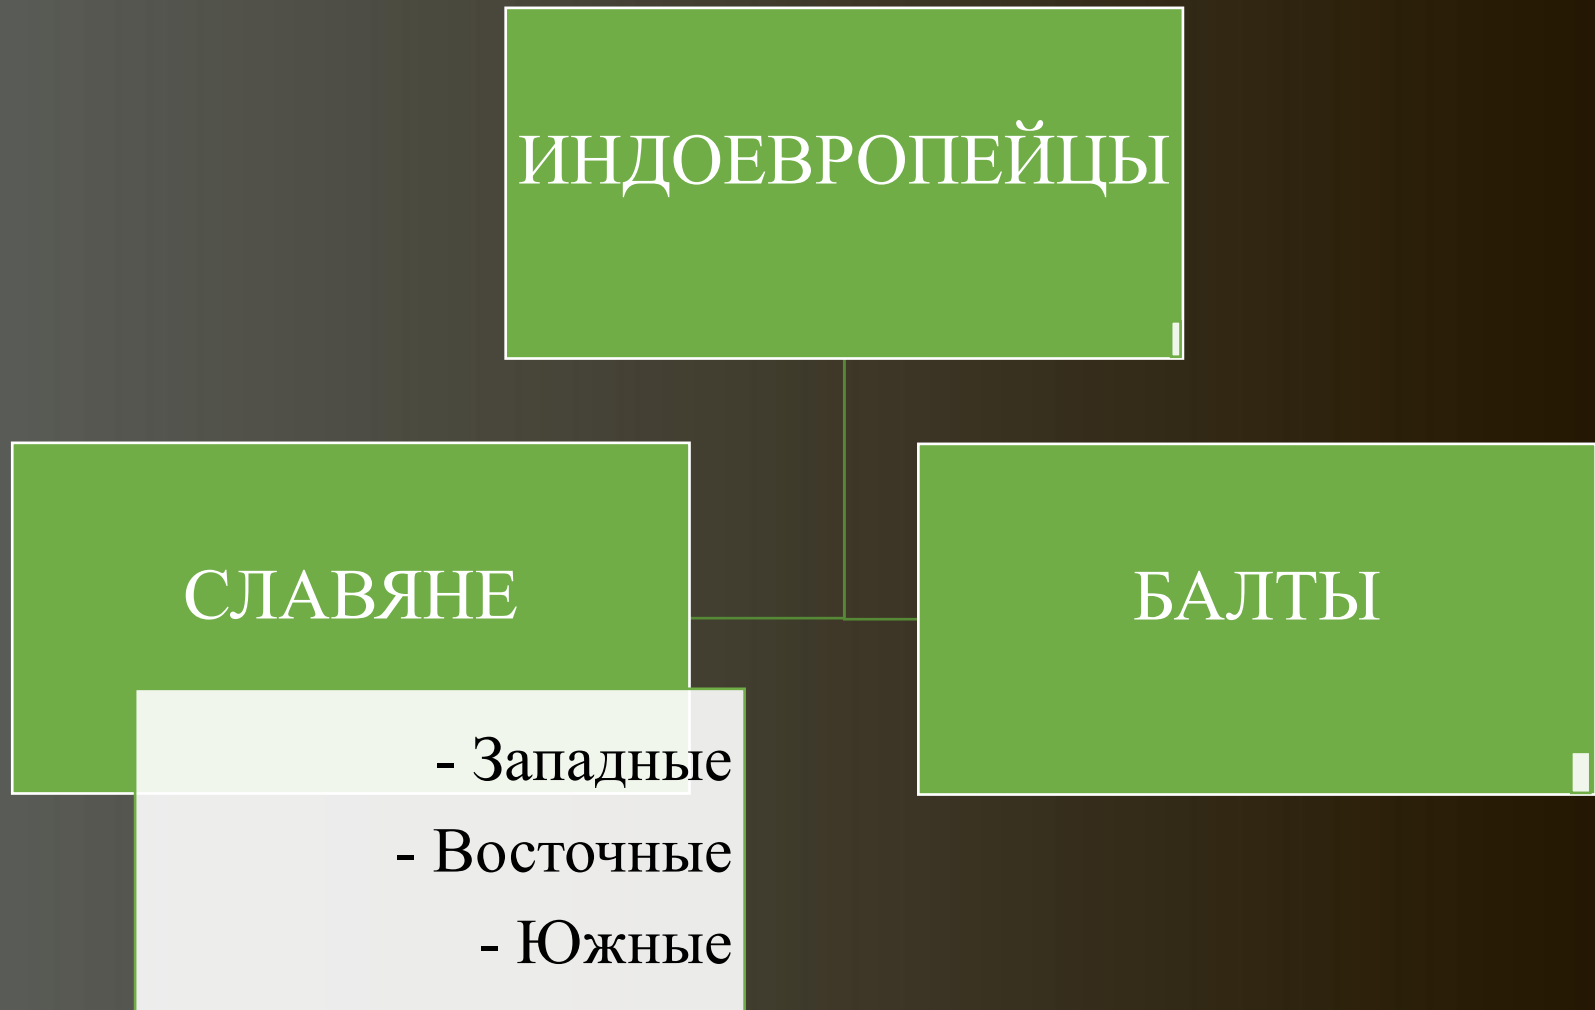 ИНДОЕВРОПЕЙЦЫ
СЛАВЯНЕ
БАЛТЫ
- Западные
- Восточные
- Южные